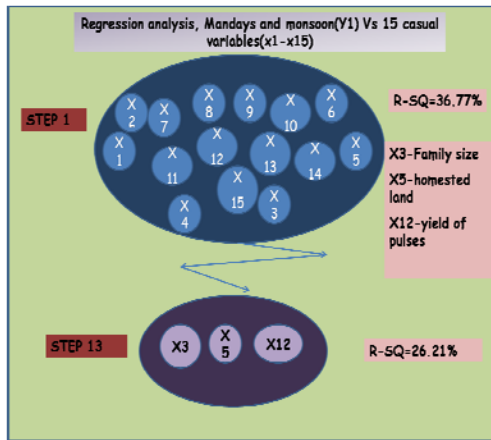 Regression analysis, Mandays and monsoon(Y1) Vs 15 casual
variables(x1-x15)
STEP 1
X
2
X
7
X
8
X
9
X
10
X
6
X
1
X
11
X
12
X
13
X
14
X
5
X
4
X
15
X
3
R-SQ=36.77%
X3-Family size
X5-homested
land
X12-yield of
pulses
STEP 13
X3
X
5
X12
R-SQ=26.21%